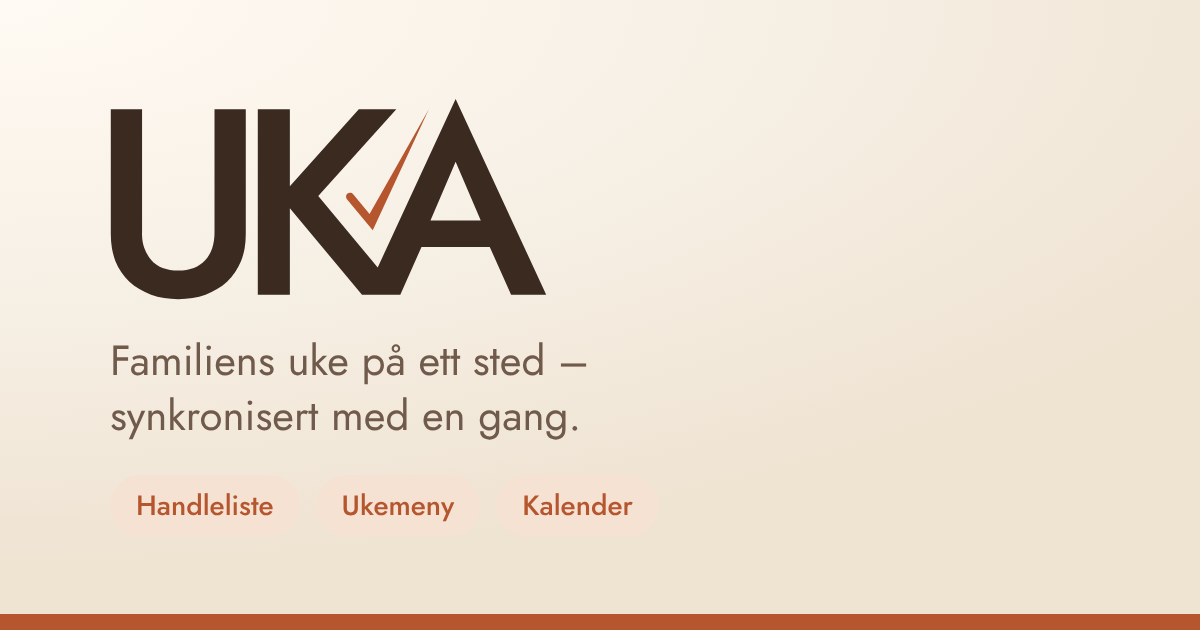 UKA
Familiens uke på ett sted –
synkronisert med en gang.
Handleliste Ukemeny Kalender